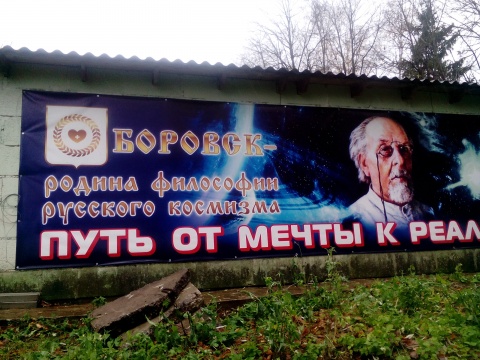 БОРОВСК-
родина философии
русского космизма
ПУТЬ ОТ МЕЧТЫ К РЕАЛ